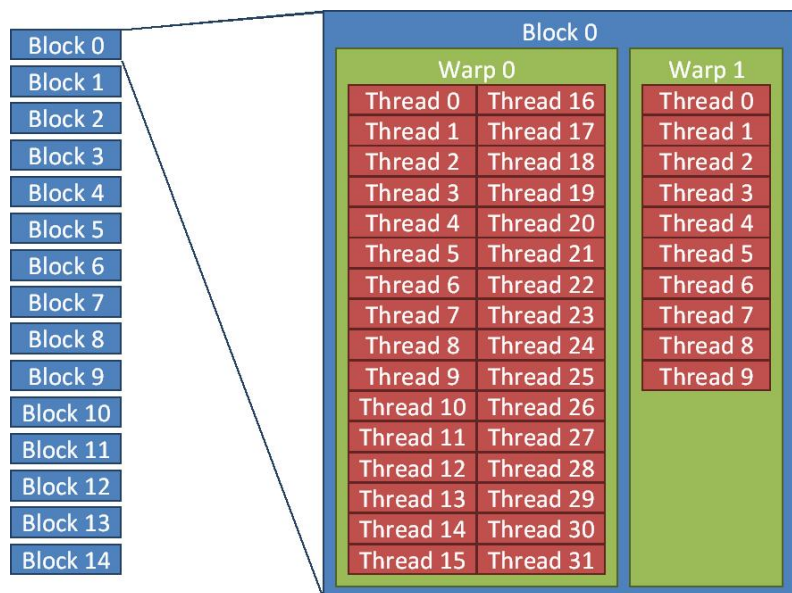 Block 0
Block 1
Block 2
Block 3
Block 4
Block 5
Block 6
Block 7
Block 8
Block 9
Block 10
Block 11
Block 12
Block 13
Block 14
Block 0
Warp 0
Thread 0 Thread 16
Thread 1 Thread 17
Thread 2 Thread 18
Thread 3 Thread 19
Thread 4 Thread 20
Thread 5 Thread 21
Thread 6 Thread 22
Thread 7 Thread 23
Thread 8 Thread 24
Thread 9 Thread 25
Thread 10 Thread 26
Thread 11 Thread 27
Thread 12 Thread 28
Thread 13 Thread 29
Thread 14 Thread 30
Thread 15 Thread 31
Warp 1
Thread 0
Thread 1
Thread 2
Thread 3
Thread 4
Thread 5
Thread 6
Thread 7
Thread 8
Thread 9